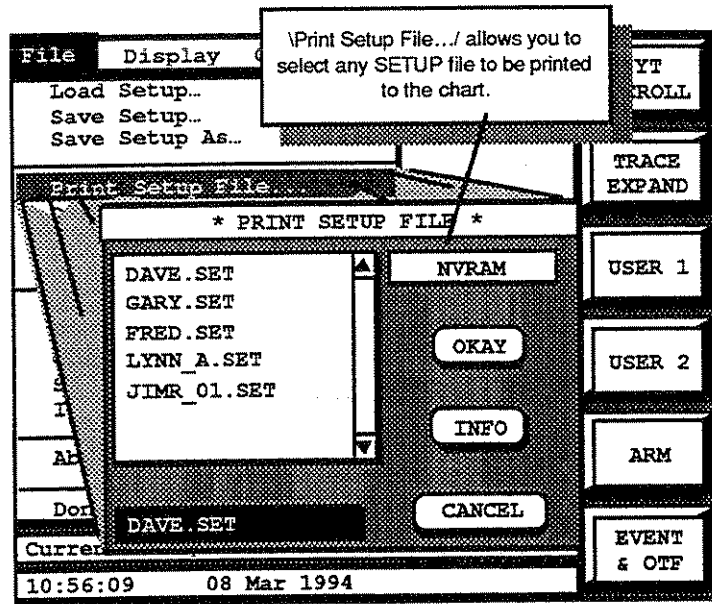 \Print Setup File.../ allows you to
select any SETUP file to be printed
to the chart.
File Display
Load Setup...
Save Setup...
Save Setup As...
Print Setup File...
* PRINT SETUP FILE *
DAVE.SET
GARY.SET
FRED.SET
LYNN_A.SET
JIMR_01.SET
DAVE.SET
NVRAM
OKAY
INFO
CANCEL
YT
TRACE
EXPAND
USER 1
USER 2
ARM
EVENT
& OTF
10:56:09 08 Mar 1994